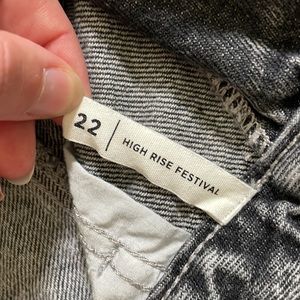 22 | HIGH RISE FESTIVAL